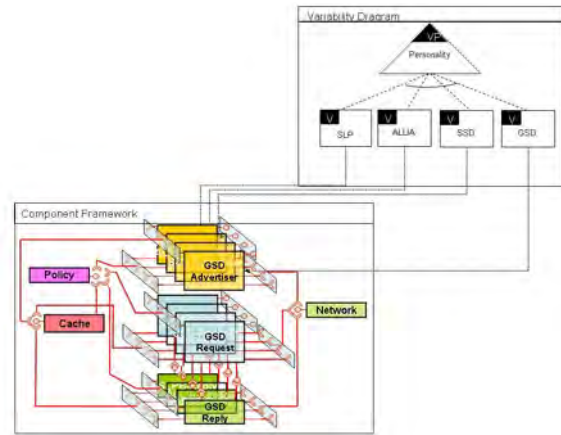 Variability Diagram
VP
Personality
V
V
V
V
SLP
ALLIA
SSD
GSD
Component Framework
GSD
Advertiser
Policy
Cache
Network
GSD
Request
GSD
Reply